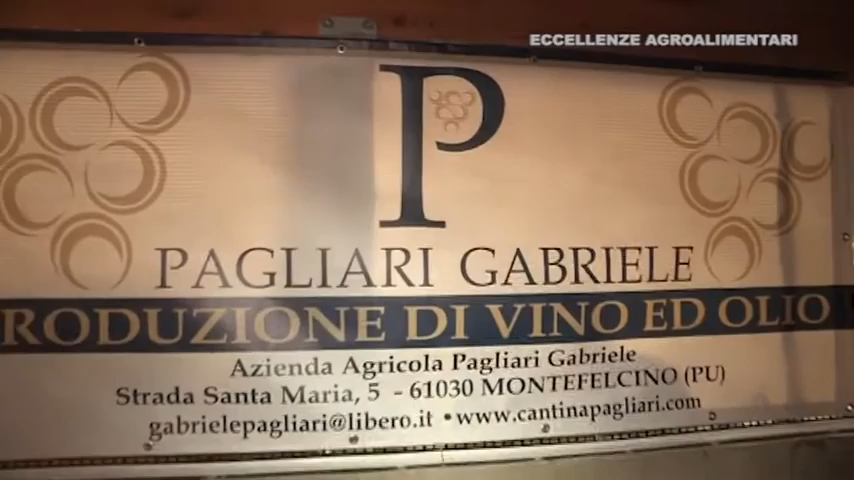 ECCELLENZE AGROALIMENTARI
P
PAGLIARI GABRIELE
RODUZIONE DI VINO ED OLIO
Azienda Agricola Pagliari Gabriele
Strada Santa Maria, 5 - 61030 MONTEFELCINO (PU)
gabrielepagliari@libero.it • www.cantinapagliari.com